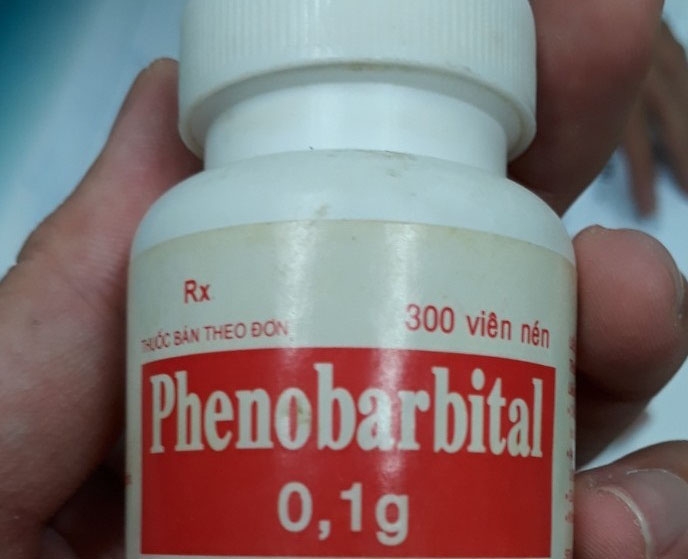 Rx
THUỐC BÁN THEO ĐƠN
300 viên nén
Phenobarbital
0,1g